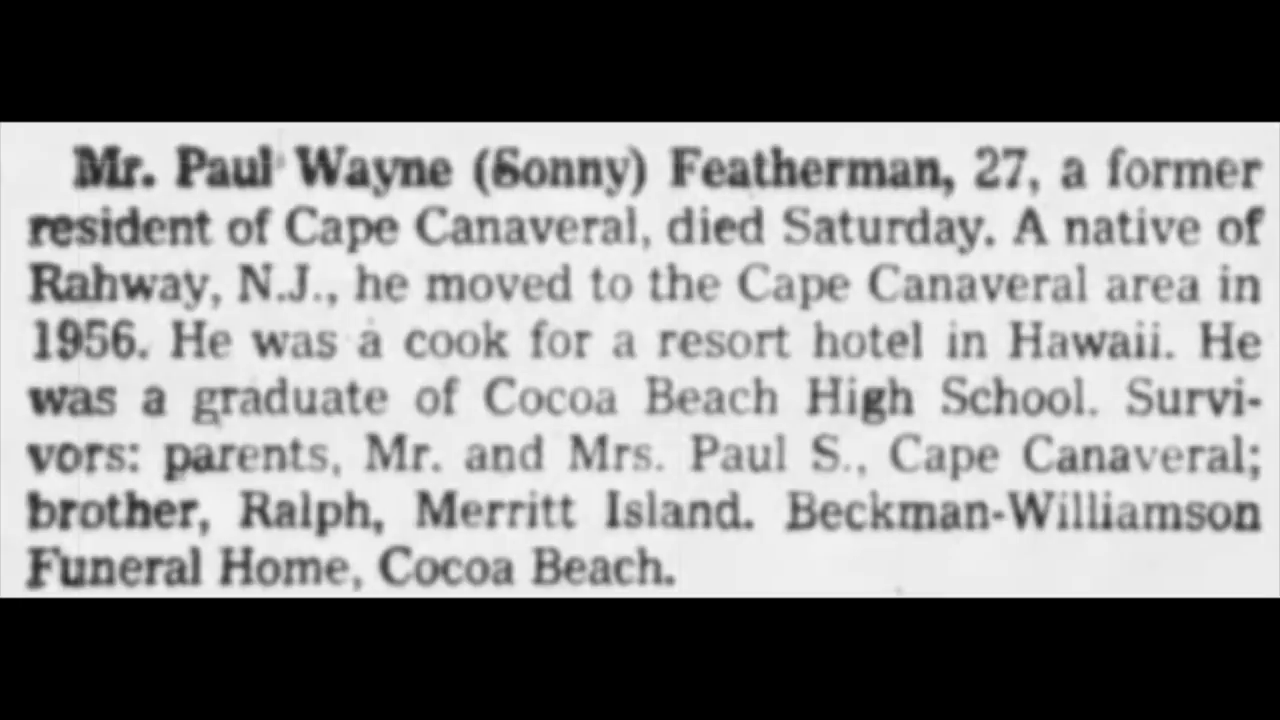 Mr. Paul Wayne (Sonny) Featherman, 27, a former
resident of Cape Canaveral, died Saturday. A native of
Rahway, N.J., he moved to the Cape Canaveral area in
1956. He was a cook for a resort hotel in Hawaii. He
was a graduate of Cocoa Beach High School. Survi-
vors: parents, Mr. and Mrs. Paul S., Cape Canaveral;
brother, Ralph, Merritt Island. Beckman-Williamson
Funeral Home, Cocoa Beach.